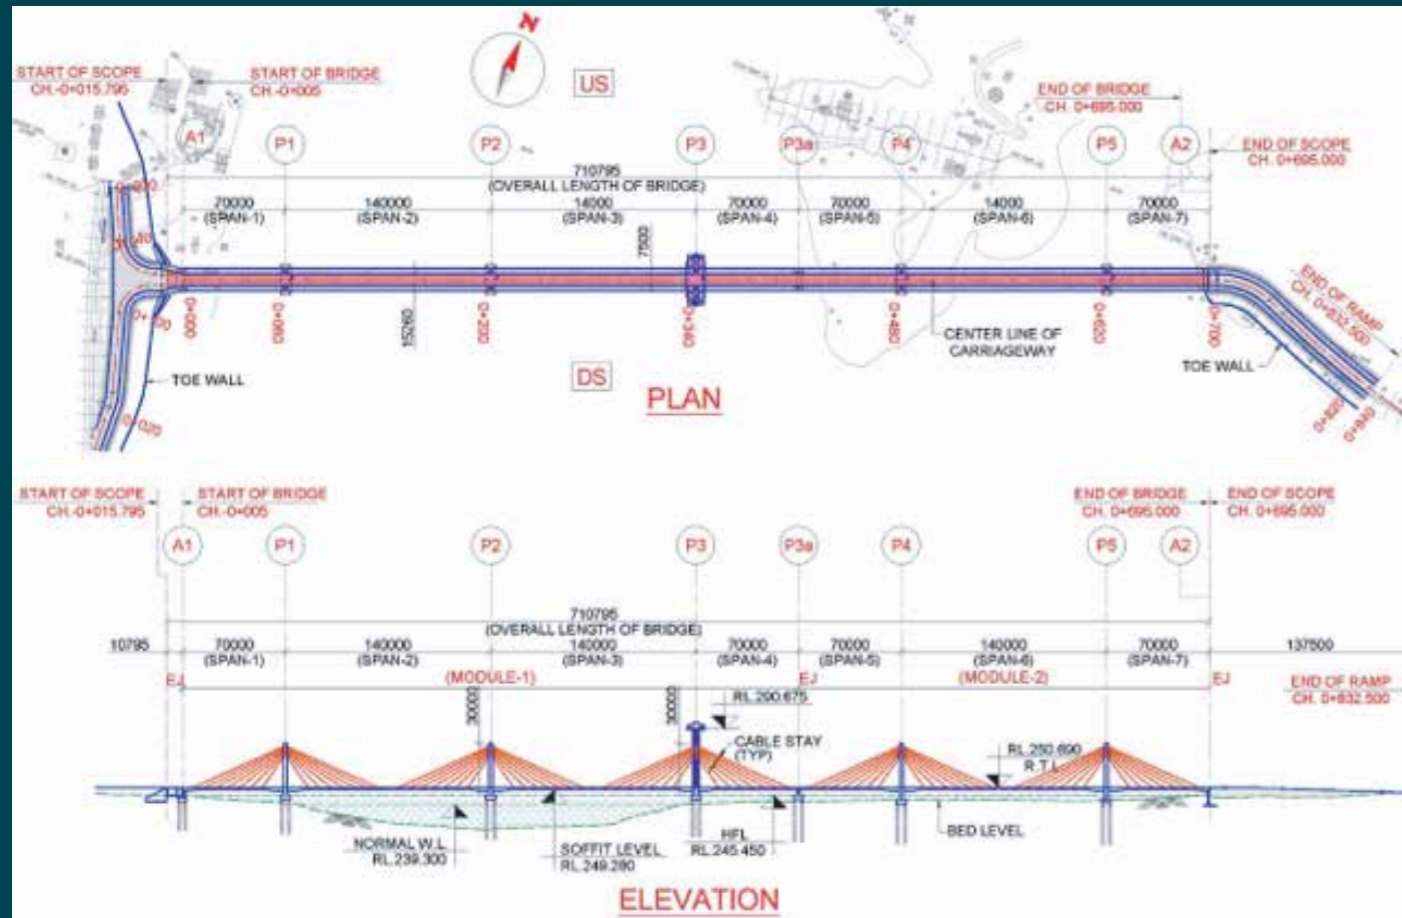 N
US
START OF SCOPE
CH.-0+015.795
START OF BRIDGE
CH.-0+005
END OF BRIDGE
CH. 0+695.000
END OF SCOPE
CH. 0+695.000
A1
P1
P2
P3
P3a
P4
P5
A2
710795
(OVERALL LENGTH OF BRIDGE)
70000
(SPAN-1)
140000
(SPAN-2)
14000
(SPAN-3)
70000
(SPAN-4)
70000
(SPAN-5)
14000
(SPAN-6)
70000
(SPAN-7)
7500
0+000
0+060
0+200
0+340
0+480
0+620
0+700
END OF RAMP
CH. 0+832.500
CENTER LINE OF
CARRIAGEWAY
TOE WALL
TOE WALL
0+020
DS
PLAN
START OF SCOPE
CH.-0+015.795
START OF BRIDGE
CH.-0+005
END OF BRIDGE
CH. 0+695.000
END OF SCOPE
CH. 0+695.000
A1
P1
P2
P3
P3a
P4
P5
A2
710795
(OVERALL LENGTH OF BRIDGE)
10795
70000
(SPAN-1)
140000
(SPAN-2)
140000
(SPAN-3)
70000
(SPAN-4)
70000
(SPAN-5)
140000
(SPAN-6)
70000
(SPAN-7)
137500
EJ
(MODULE-1)
EJ
(MODULE-2)
EJ
END OF RAMP
CH. 0+832.500
30000
30000
RL.290.675
CABLE STAY
(TYP)
RL.250.690
R.T.L
NORMAL W.L
RL.239.300
SOFFIT LEVEL
RL.249.280
HFL
RL.245.450
BED LEVEL
ELEVATION